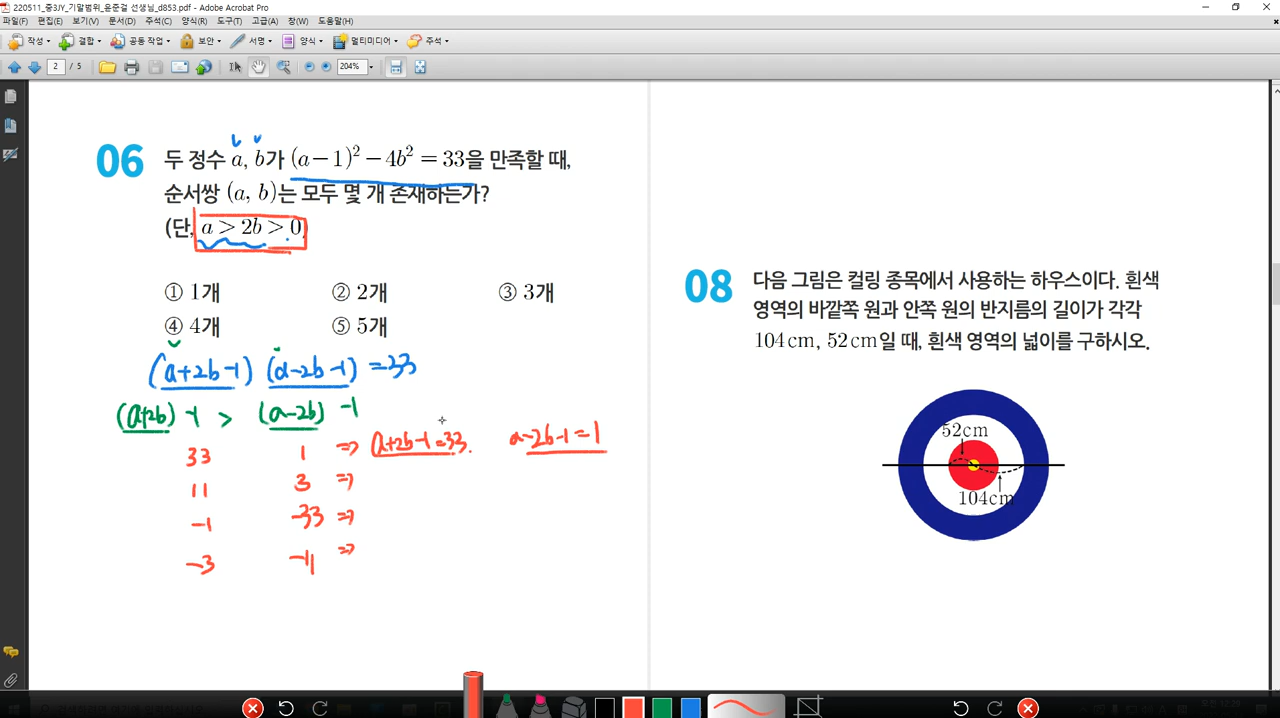 220511_중3/Y_기말범위_윤준걸 선생님_d853.pdf - Adobe Acrobat Pro
파일(F) 편집(E) 보기(V) 문서(D) 주석(C) 양식(R) 도구(T) 고급(A) 창(W) 도움말(H)
작성 결합 공동 작업 보안 서명 양식 멀티미디어 주석
2 / 5 204%
06 두 정수 a, b가 (a-1)² - 4b² = 33을 만족할 때,
순서쌍 (a, b)는 모두 몇 개 존재하는가?
(단, a > 2b > 0)
① 1개 ② 2개 ③ 3개
④ 4개 ⑤ 5개
(a+2b-1) (a-2b-1) = 33
(a+2b) -1 > (a-2b) -1
33 1 => a+2b-1=33. a-2b-1=1
11 3 =>
-1 -33 =>
-3 -11 =>
08 다음 그림은 컬링 종목에서 사용하는 하우스이다. 흰색
영역의 바깥쪽 원과 안쪽 원의 반지름의 길이가 각각
104cm, 52cm일 때, 흰색 영역의 넓이를 구하시오.
52cm
104cm